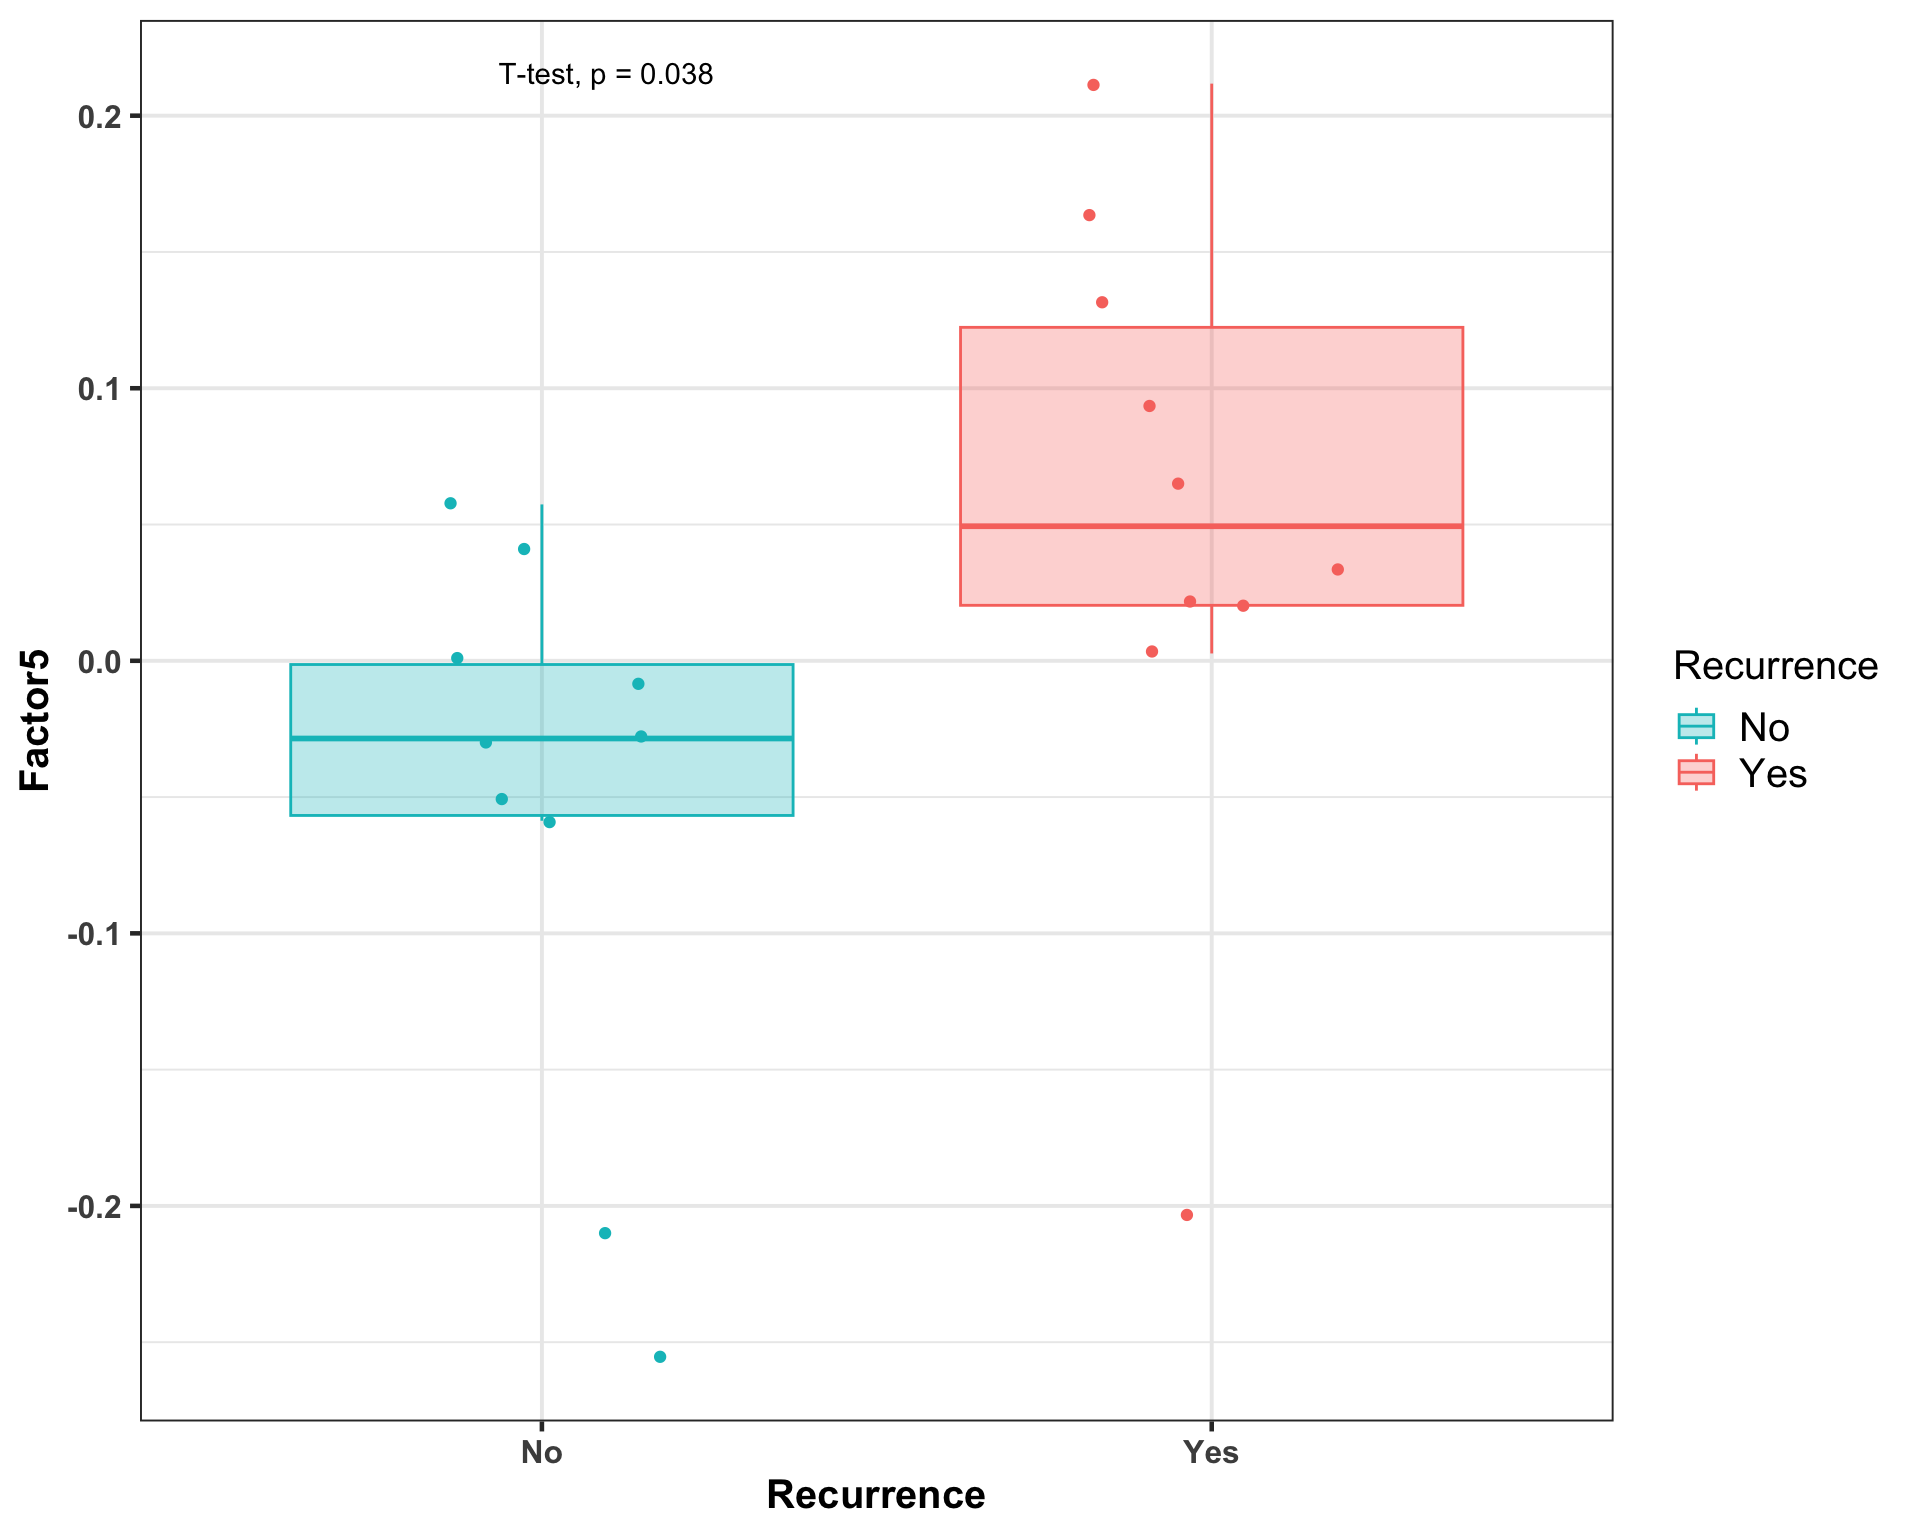 T-test, p = 0.038
0.2
0.1
0.0
-0.1
-0.2
Factor5
No
Yes
Recurrence
Recurrence
No
Yes